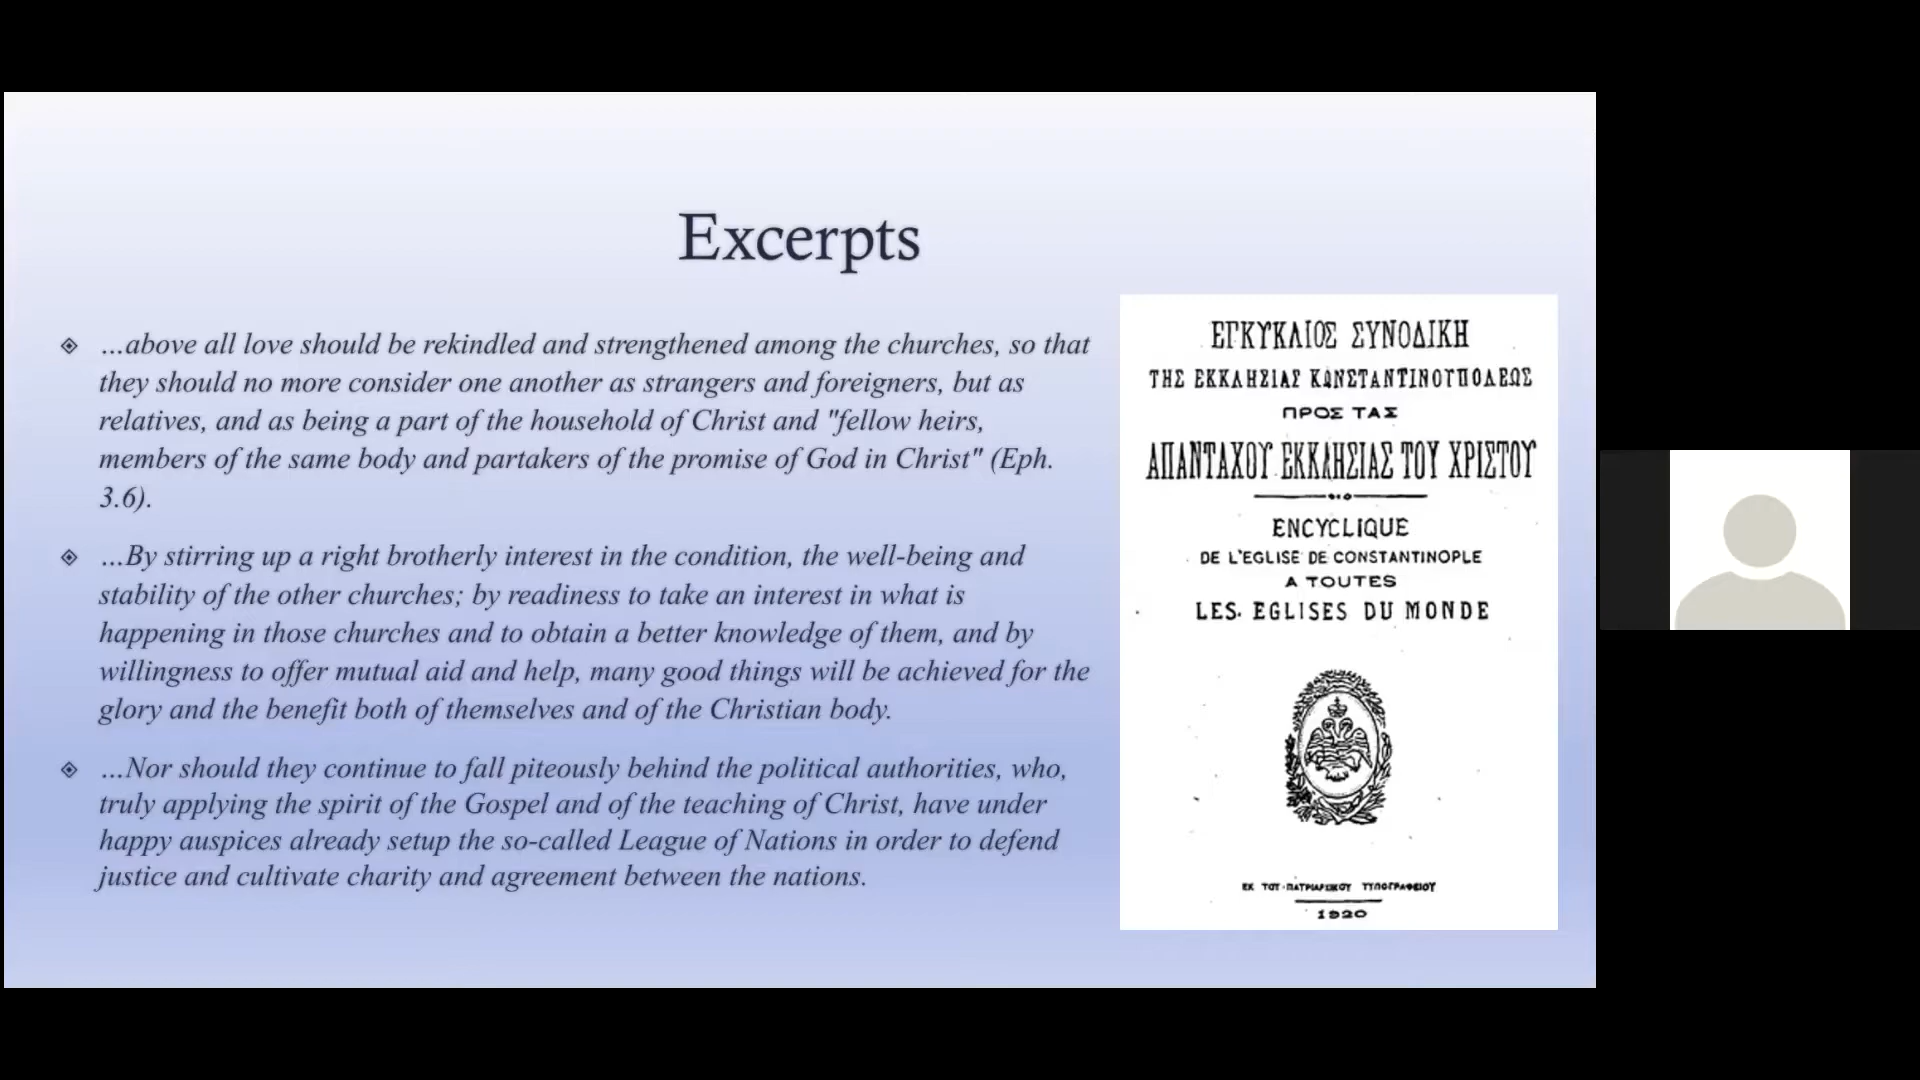 Excerpts
...above all love should be rekindled and strengthened among the churches, so that
they should no more consider one another as strangers and foreigners, but as
relatives, and as being a part of the household of Christ and "fellow heirs,
members of the same body and partakers of the promise of God in Christ" (Eph.
3.6).
...By stirring up a right brotherly interest in the condition, the well-being and
stability of the other churches; by readiness to take an interest in what is
happening in those churches and to obtain a better knowledge of them, and by
willingness to offer mutual aid and help, many good things will be achieved for the
glory and the benefit both of themselves and of the Christian body.
...Nor should they continue to fall piteously behind the political authorities, who,
truly applying the spirit of the Gospel and of the teaching of Christ, have under
happy auspices already setup the so-called League of Nations in order to defend
justice and cultivate charity and agreement between the nations.
ΕΓΚΥΚΛΙΟΣ ΣΥΝΟΔΙΚΗ
ΤΗΣ ΕΚΚΛΗΣΙΑΣ ΚΩΝΣΤΑΝΤΙΝΟΥΠΟΛΕΩΣ
ΠΡΟΣ ΤΑΣ
ΑΠΑΝΤΑΧΟΥ ΕΚΚΛΗΣΙΑΣ ΤΟΥ ΧΡΙΣΤΟΥ
ENCYCLIQUE
DE L'EGLISE DE CONSTANTINOPLE
A TOUTES
LES EGLISES DU MONDE
ΕΚ ΤΟΥ ΠΑΤΡΙΑΡΧΙΚΟΥ ΤΥΠΟΓΡΑΦΕΙΟΥ
1920